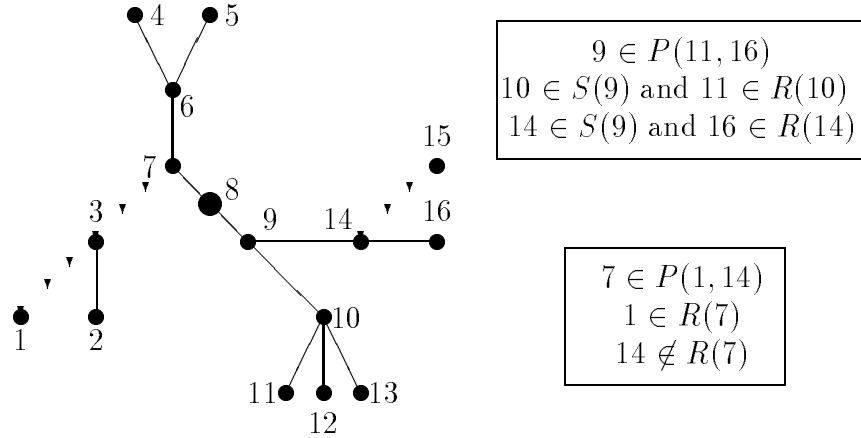 4 5
6
7
8
3
9
14
15
16
1 2
10
11 12 13
9 ∈ P(11, 16)
10 ∈ S(9) and 11 ∈ R(10)
14 ∈ S(9) and 16 ∈ R(14)
7 ∈ P(1, 14)
1 ∈ R(7)
14 ∉ R(7)